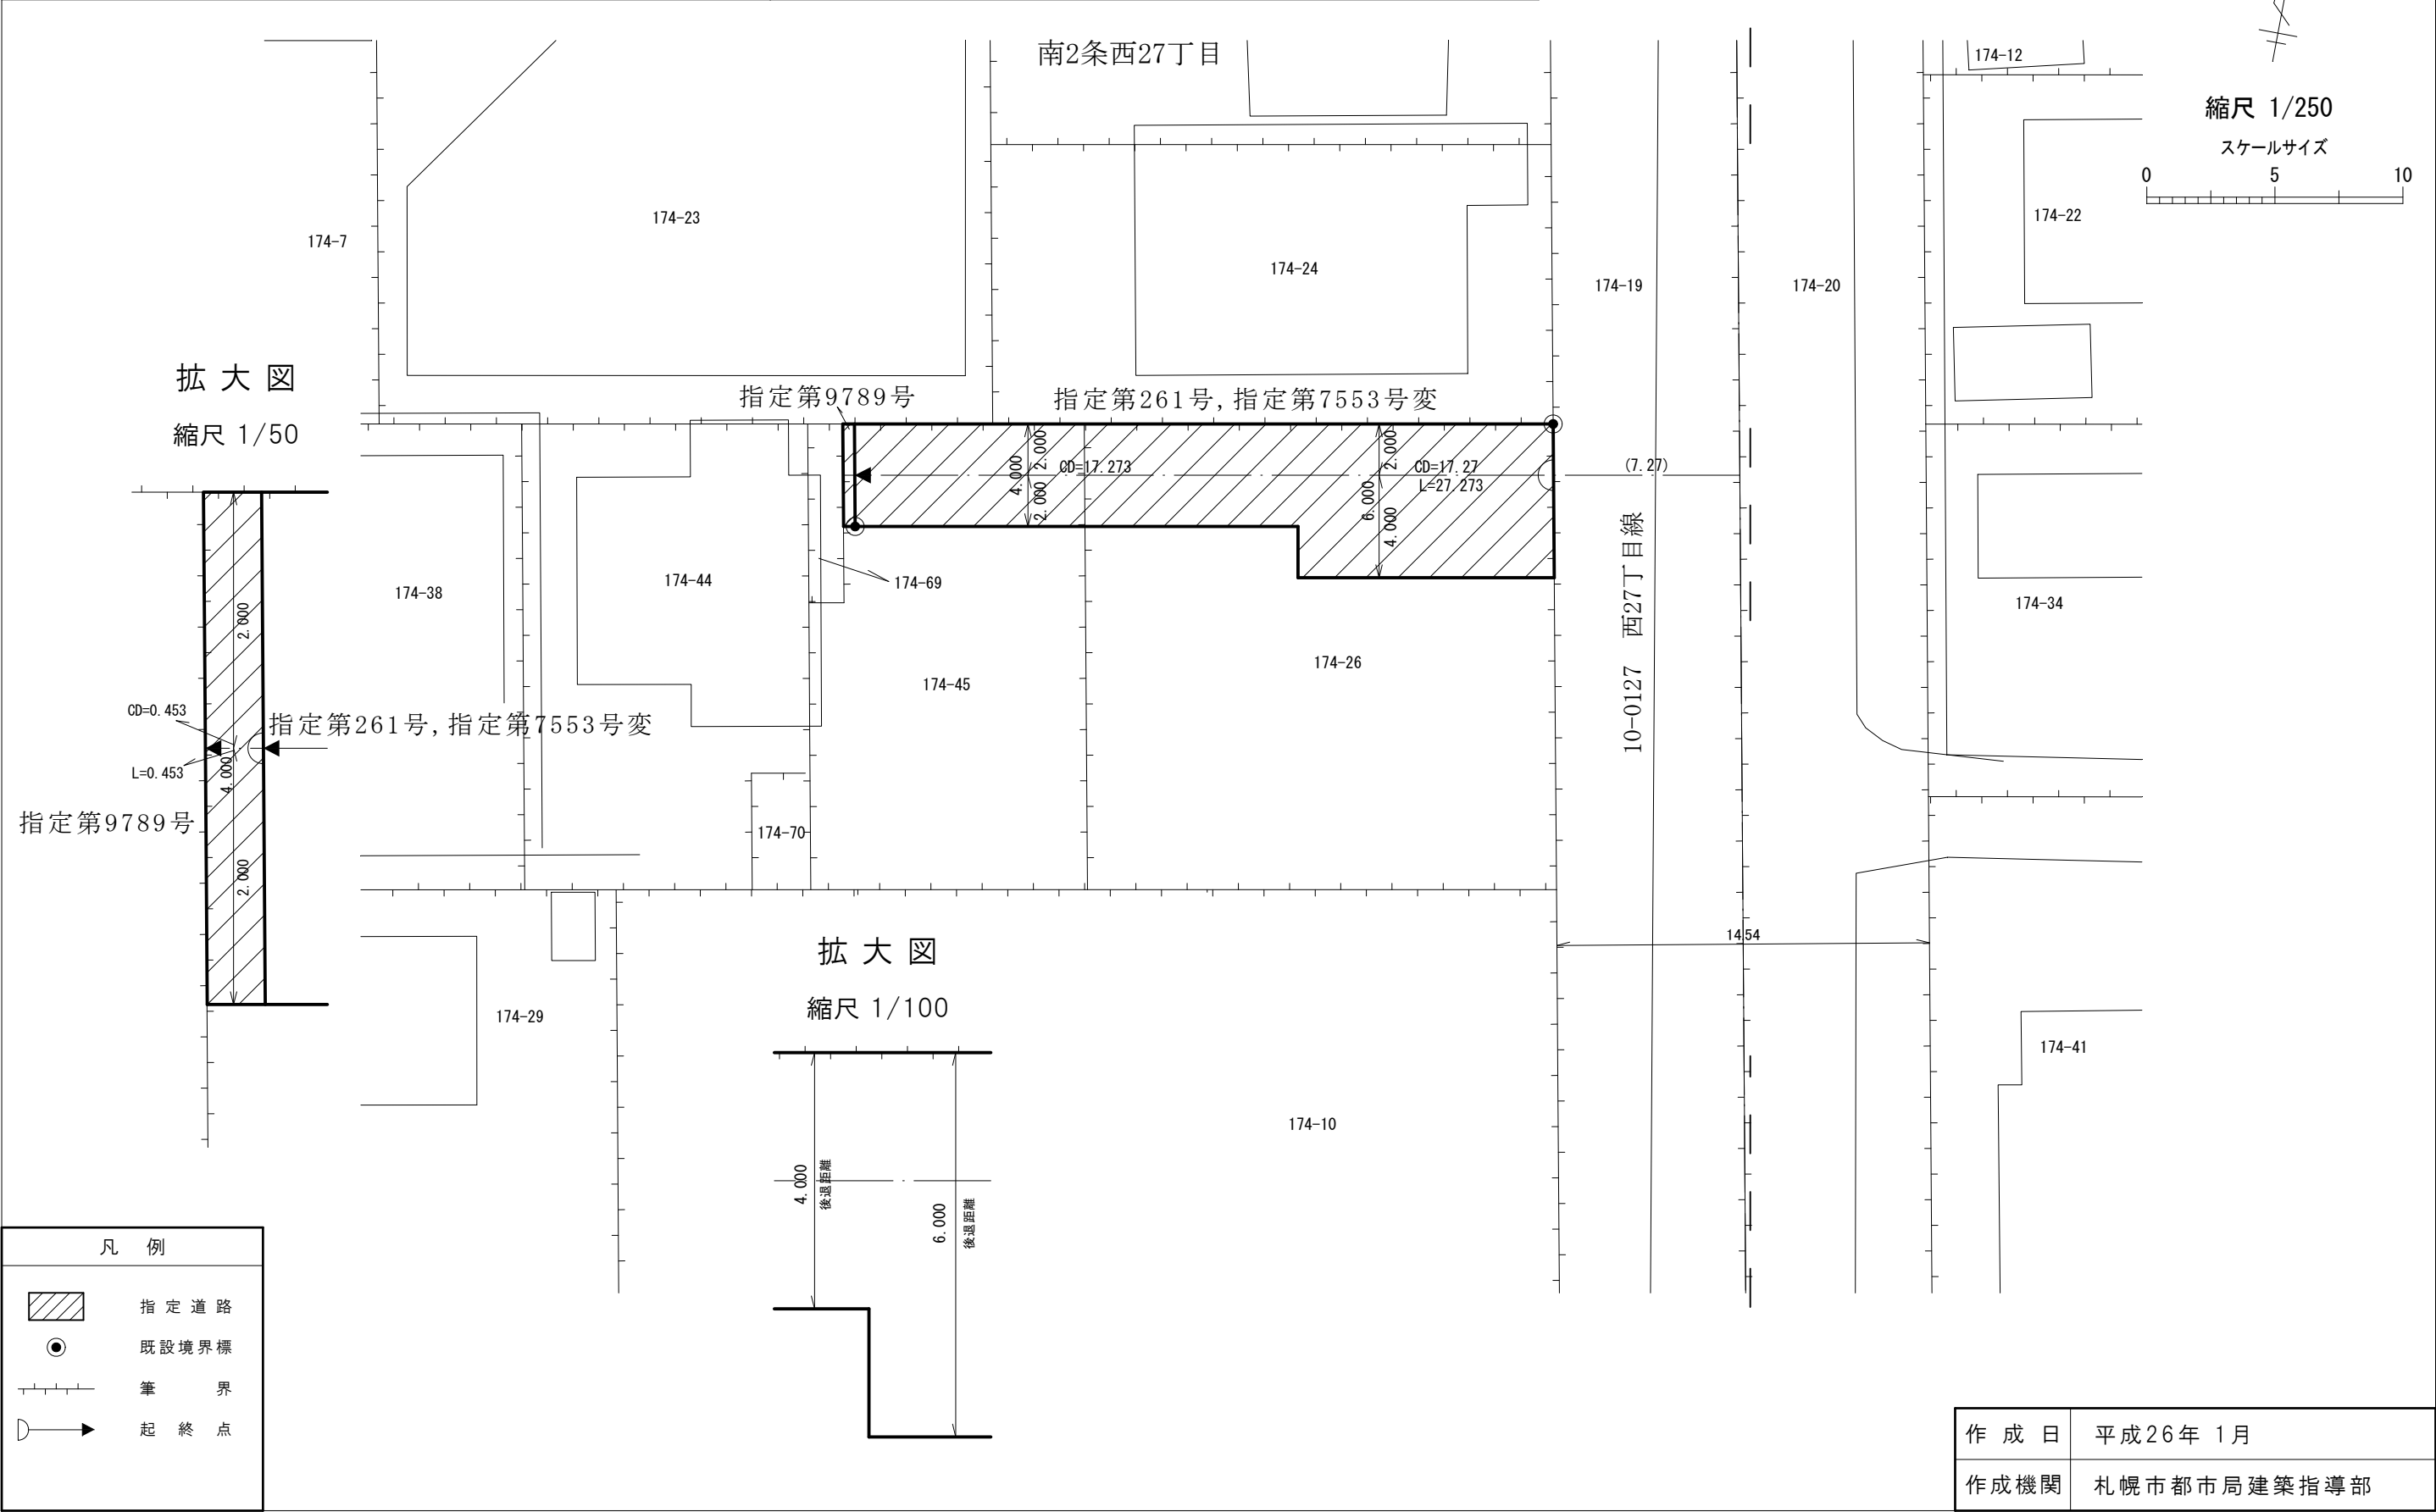 南2条西27丁目
174-12
縮尺 1/250
スケールサイズ
0 5 10
174-7
174-23
174-24
174-19
174-20
174-22
拡大図
縮尺 1/50
指定第9789号
指定第261号,指定第7553号変
4.000
2.000
2.000
CD=17.273
6.000
2.000
4.000
CD=17.27
L=27.273
(7.27)
174-38
174-44
174-69
174-34
10-0127 西27丁目線
174-45
174-26
2.000
CD=0.453
指定第261号,指定第7553号変
L=0.453
4.000
指定第9789号
2.000
174-70
14.54
拡大図
縮尺 1/100
174-29
174-41
174-10
4.000
後退距離
6.000
後退距離
凡例
指定道路
既設境界標
筆界
起終点
作成日 平成26年 1月
作成機関 札幌市都市局建築指導部